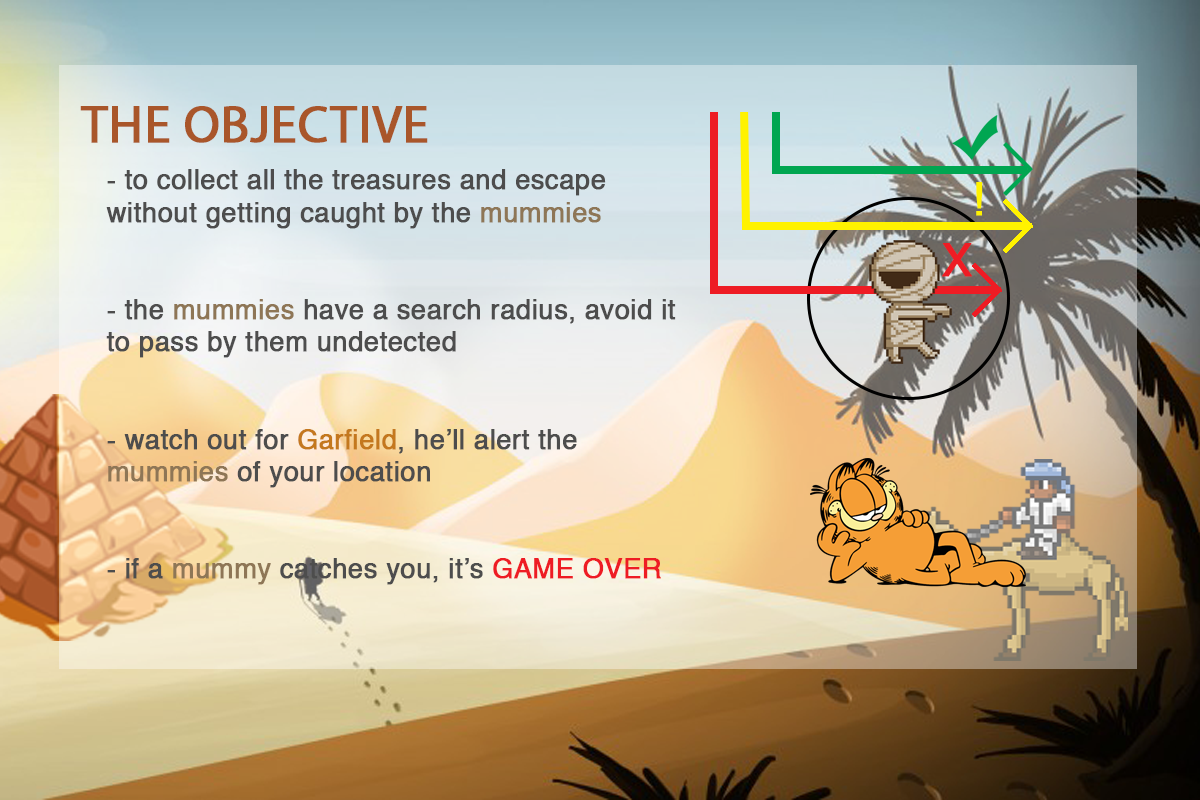 THE OBJECTIVE
- to collect all the treasures and escape
without getting caught by the mummies
!
X
- the mummies have a search radius, avoid it
to pass by them undetected
- watch out for Garfield, he’ll alert the
mummies of your location
- if a mummy catches you, it’s GAME OVER